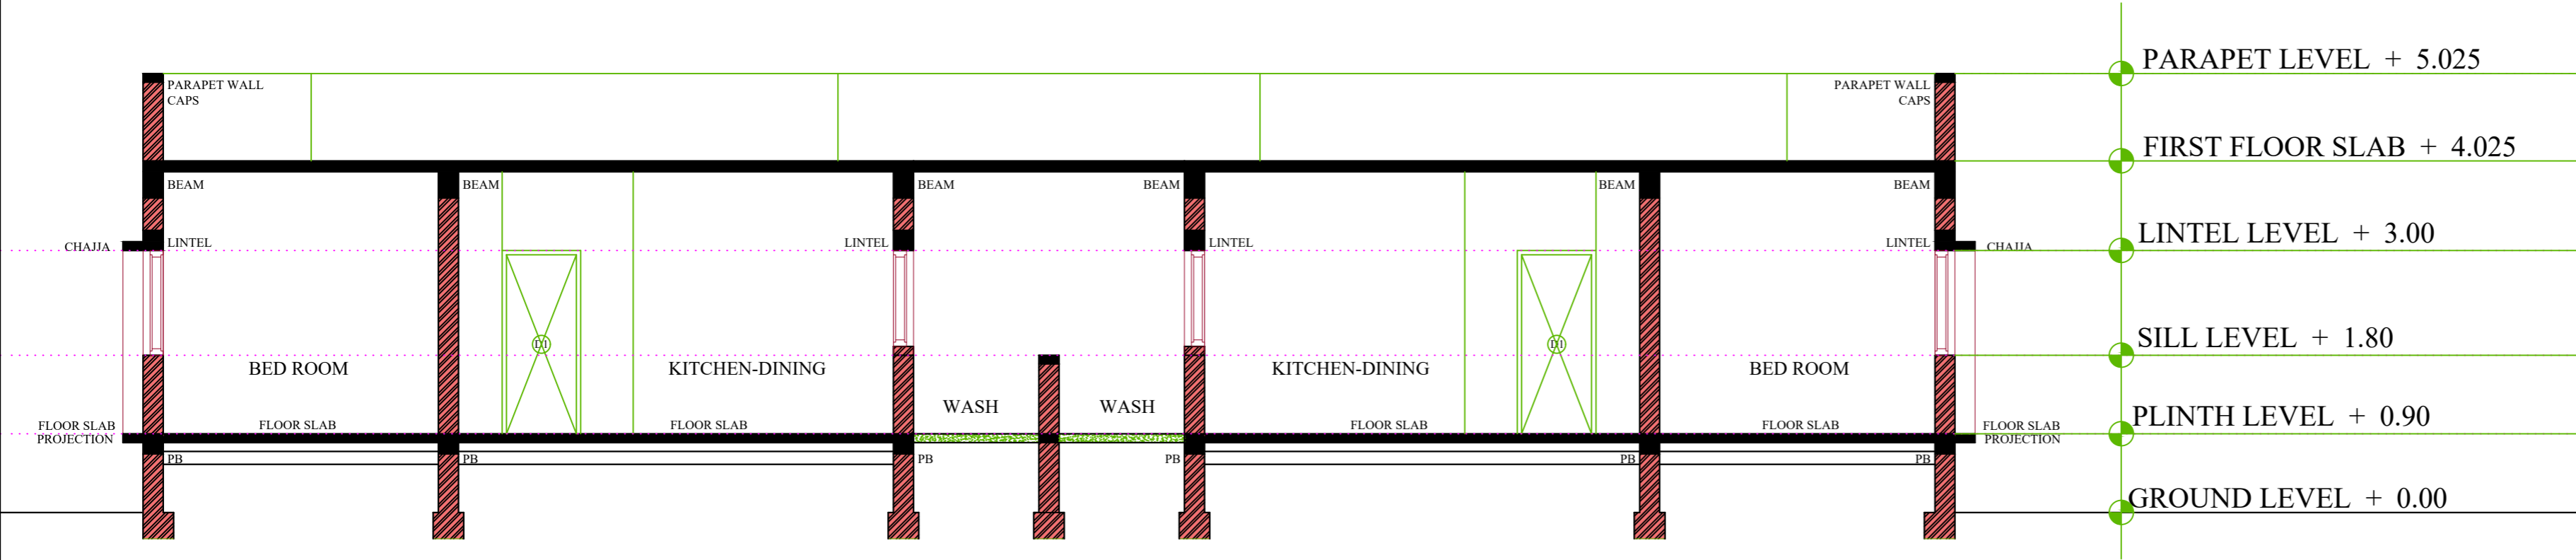 PARAPET LEVEL + 5.025
PARAPET WALL
CAPS
PARAPET WALL
CAPS
FIRST FLOOR SLAB + 4.025
BEAM
BEAM
BEAM
BEAM
BEAM
BEAM
LINTEL LEVEL + 3.00
CHAJJA
LINTEL
LINTEL
LINTEL
LINTEL
CHAJJA
SILL LEVEL + 1.80
D1
D1
BED ROOM
KITCHEN-DINING
KITCHEN-DINING
BED ROOM
WASH
WASH
PLINTH LEVEL + 0.90
FLOOR SLAB
PROJECTION
FLOOR SLAB
FLOOR SLAB
FLOOR SLAB
FLOOR SLAB
FLOOR SLAB
PROJECTION
PB
PB
PB
PB
PB
PB
GROUND LEVEL + 0.00